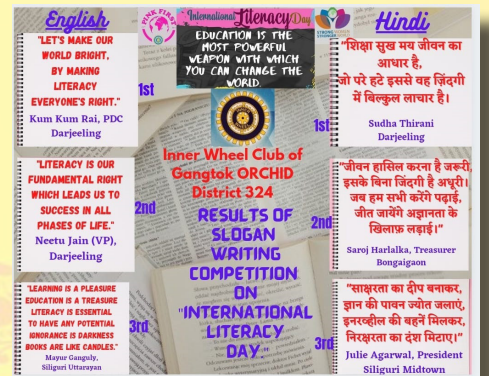 English
"LET'S MAKE OUR
WORLD BRIGHT,
BY MAKING
LITERACY
EVERYONE'S RIGHT."
Kum Kum Rai, PDC
Darjeeling
1st
"LITERACY IS OUR
FUNDAMENTAL RIGHT
WHICH LEADS US TO
SUCCESS IN ALL
PHASES OF LIFE."
Neetu Jain (VP),
Darjeeling
2nd
"LEARNING IS A PLEASURE
EDUCATION IS A TREASURE
LITERACY IS ESSENTIAL
TO HAVE ANY POTENTIAL
IGNORANCE IS DARKNESS
BOOKS ARE LIKE CANDLES."
Mayur Ganguly,
Siliguri Uttarayan
3rd
PINK FIRST
International Literacy Day
EDUCATION IS THE
MOST POWERFUL
WEAPON WITH WHICH
YOU CAN CHANGE THE
WORLD.
Inner Wheel Club of
Gangtok ORCHID
District 324
RESULTS OF
SLOGAN
WRITING
COMPETITION
ON
"INTERNATIONAL
LITERACY
DAY."
STRONG WOMEN
STRONGER
Hindi
"शिक्षा सुख मय जीवन का
आधार है,
जो परे हटे इससे वह ज़िंदगी
में बिल्कुल लाचार है।
Sudha Thirani
Darjeeling
1st
"जीवन हासिल करना है जरूरी,
इसके बिना जिंदगी है अधूरी।
जब हम सभी करेंगे पढ़ाई,
जीत जायेंगे अज्ञानता के
खिलाफ़ लड़ाई।"
Saroj Harlalka, Treasurer
Bongaigaon
2nd
"साक्षरता का दीप बनाकर,
ज्ञान की पावन ज्योत जलाएं,
इनरव्हील की बहनें मिलकर,
निरक्षरता का दंश मिटाए।"
Julie Agarwal, President
Siliguri Midtown
3rd